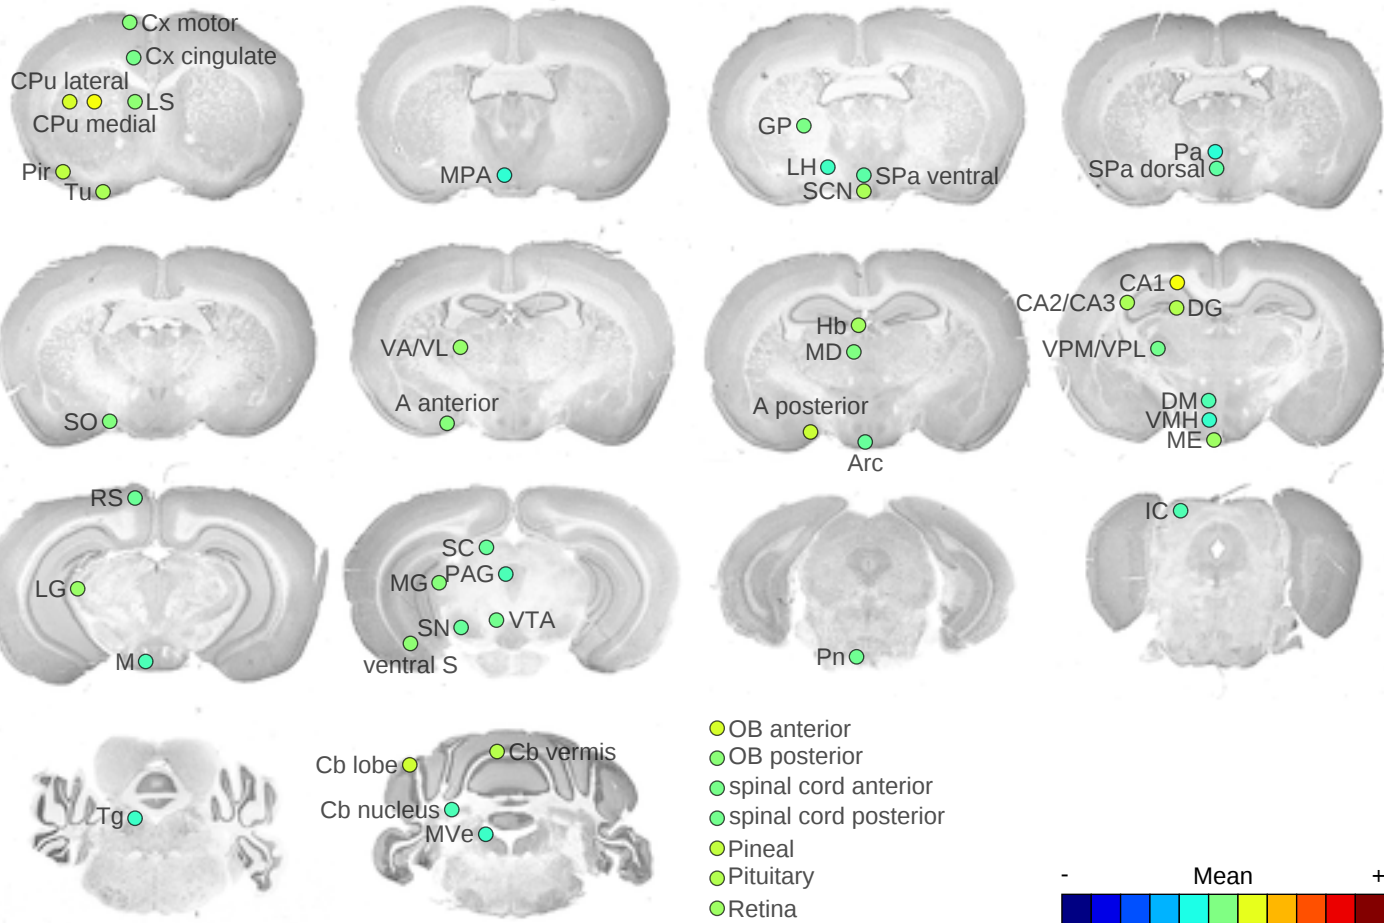 Cx motor
Cx cingulate
CPu lateral
LS
CPu medial
Pir
Tu
MPA
GP
LH
SPa ventral
SCN
Pa
SPa dorsal
SO
VA/VL
A anterior
Hb
MD
A posterior
Arc
CA1
CA2/CA3
DG
VPM/VPL
DM
VMH
ME
RS
LG
M
SC
MG
PAG
SN
VTA
ventral S
Pn
IC
Tg
Cb lobe
Cb vermis
Cb nucleus
MVe
OB anterior
OB posterior
spinal cord anterior
spinal cord posterior
Pineal
Pituitary
Retina
- Mean +